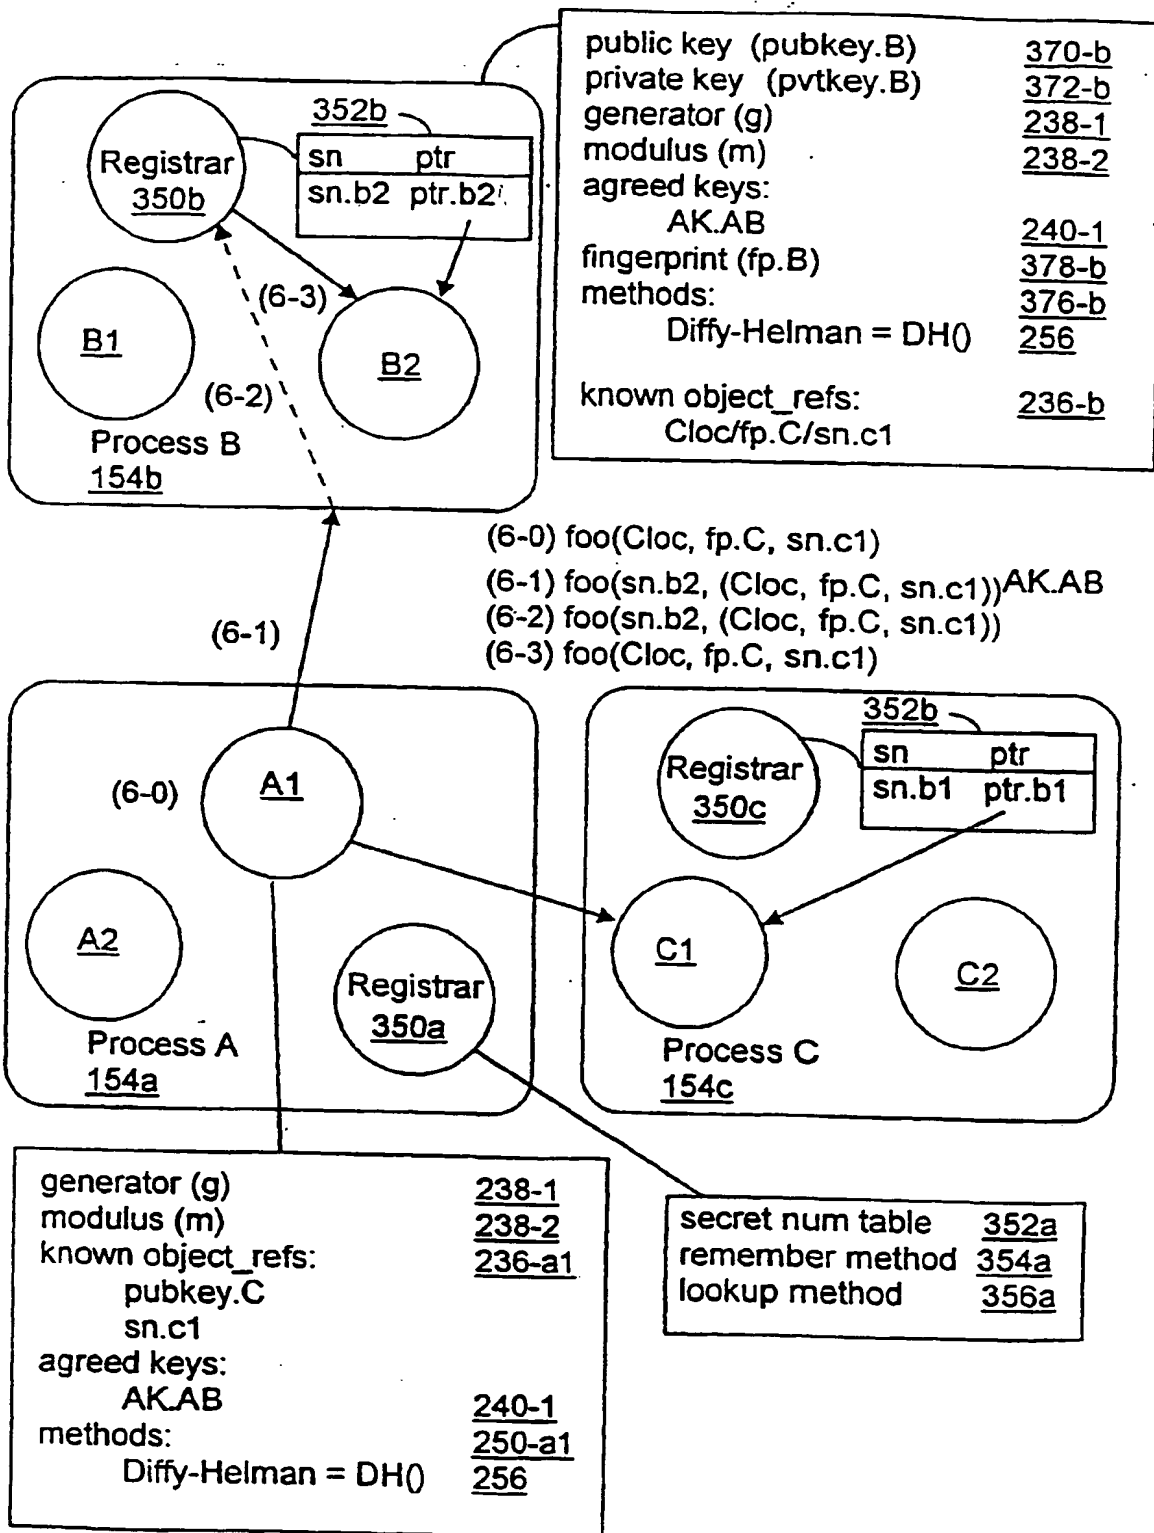 public key (pubkey.B) 370-b
private key (pvtkey.B) 372-b
generator (g) 238-1
modulus (m) 238-2
agreed keys:
AK.AB 240-1
fingerprint (fp.B) 378-b
methods: 376-b
Diffy-Helman = DH() 256
known object_refs: 236-b
Cloc/fp.C/sn.c1
352b
sn ptr
sn.b2 ptr.b2
Registrar
350b
(6-3)
B1
B2
(6-2)
Process B
154b
(6-0) foo(Cloc, fp.C, sn.c1)
(6-1) foo(sn.b2, (Cloc, fp.C, sn.c1))AK.AB
(6-2) foo(sn.b2, (Cloc, fp.C, sn.c1))
(6-3) foo(Cloc, fp.C, sn.c1)
(6-1)
(6-0)
A1
A2
Registrar
350a
Process A
154a
352b
sn ptr
sn.b1 ptr.b1
Registrar
350c
C1
C2
Process C
154c
generator (g) 238-1
modulus (m) 238-2
known object_refs: 236-a1
pubkey.C
sn.c1
agreed keys:
AK.AB 240-1
methods: 250-a1
Diffy-Helman = DH() 256
secret num table 352a
remember method 354a
lookup method 356a